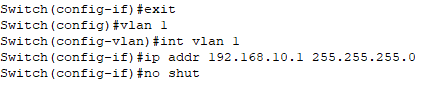 Switch(config-if)#exit
Switch(config)#vlan 1
Switch(config-vlan)#int vlan 1
Switch(config-if)#ip addr 192.168.10.1 255.255.255.0
Switch(config-if)#no shut